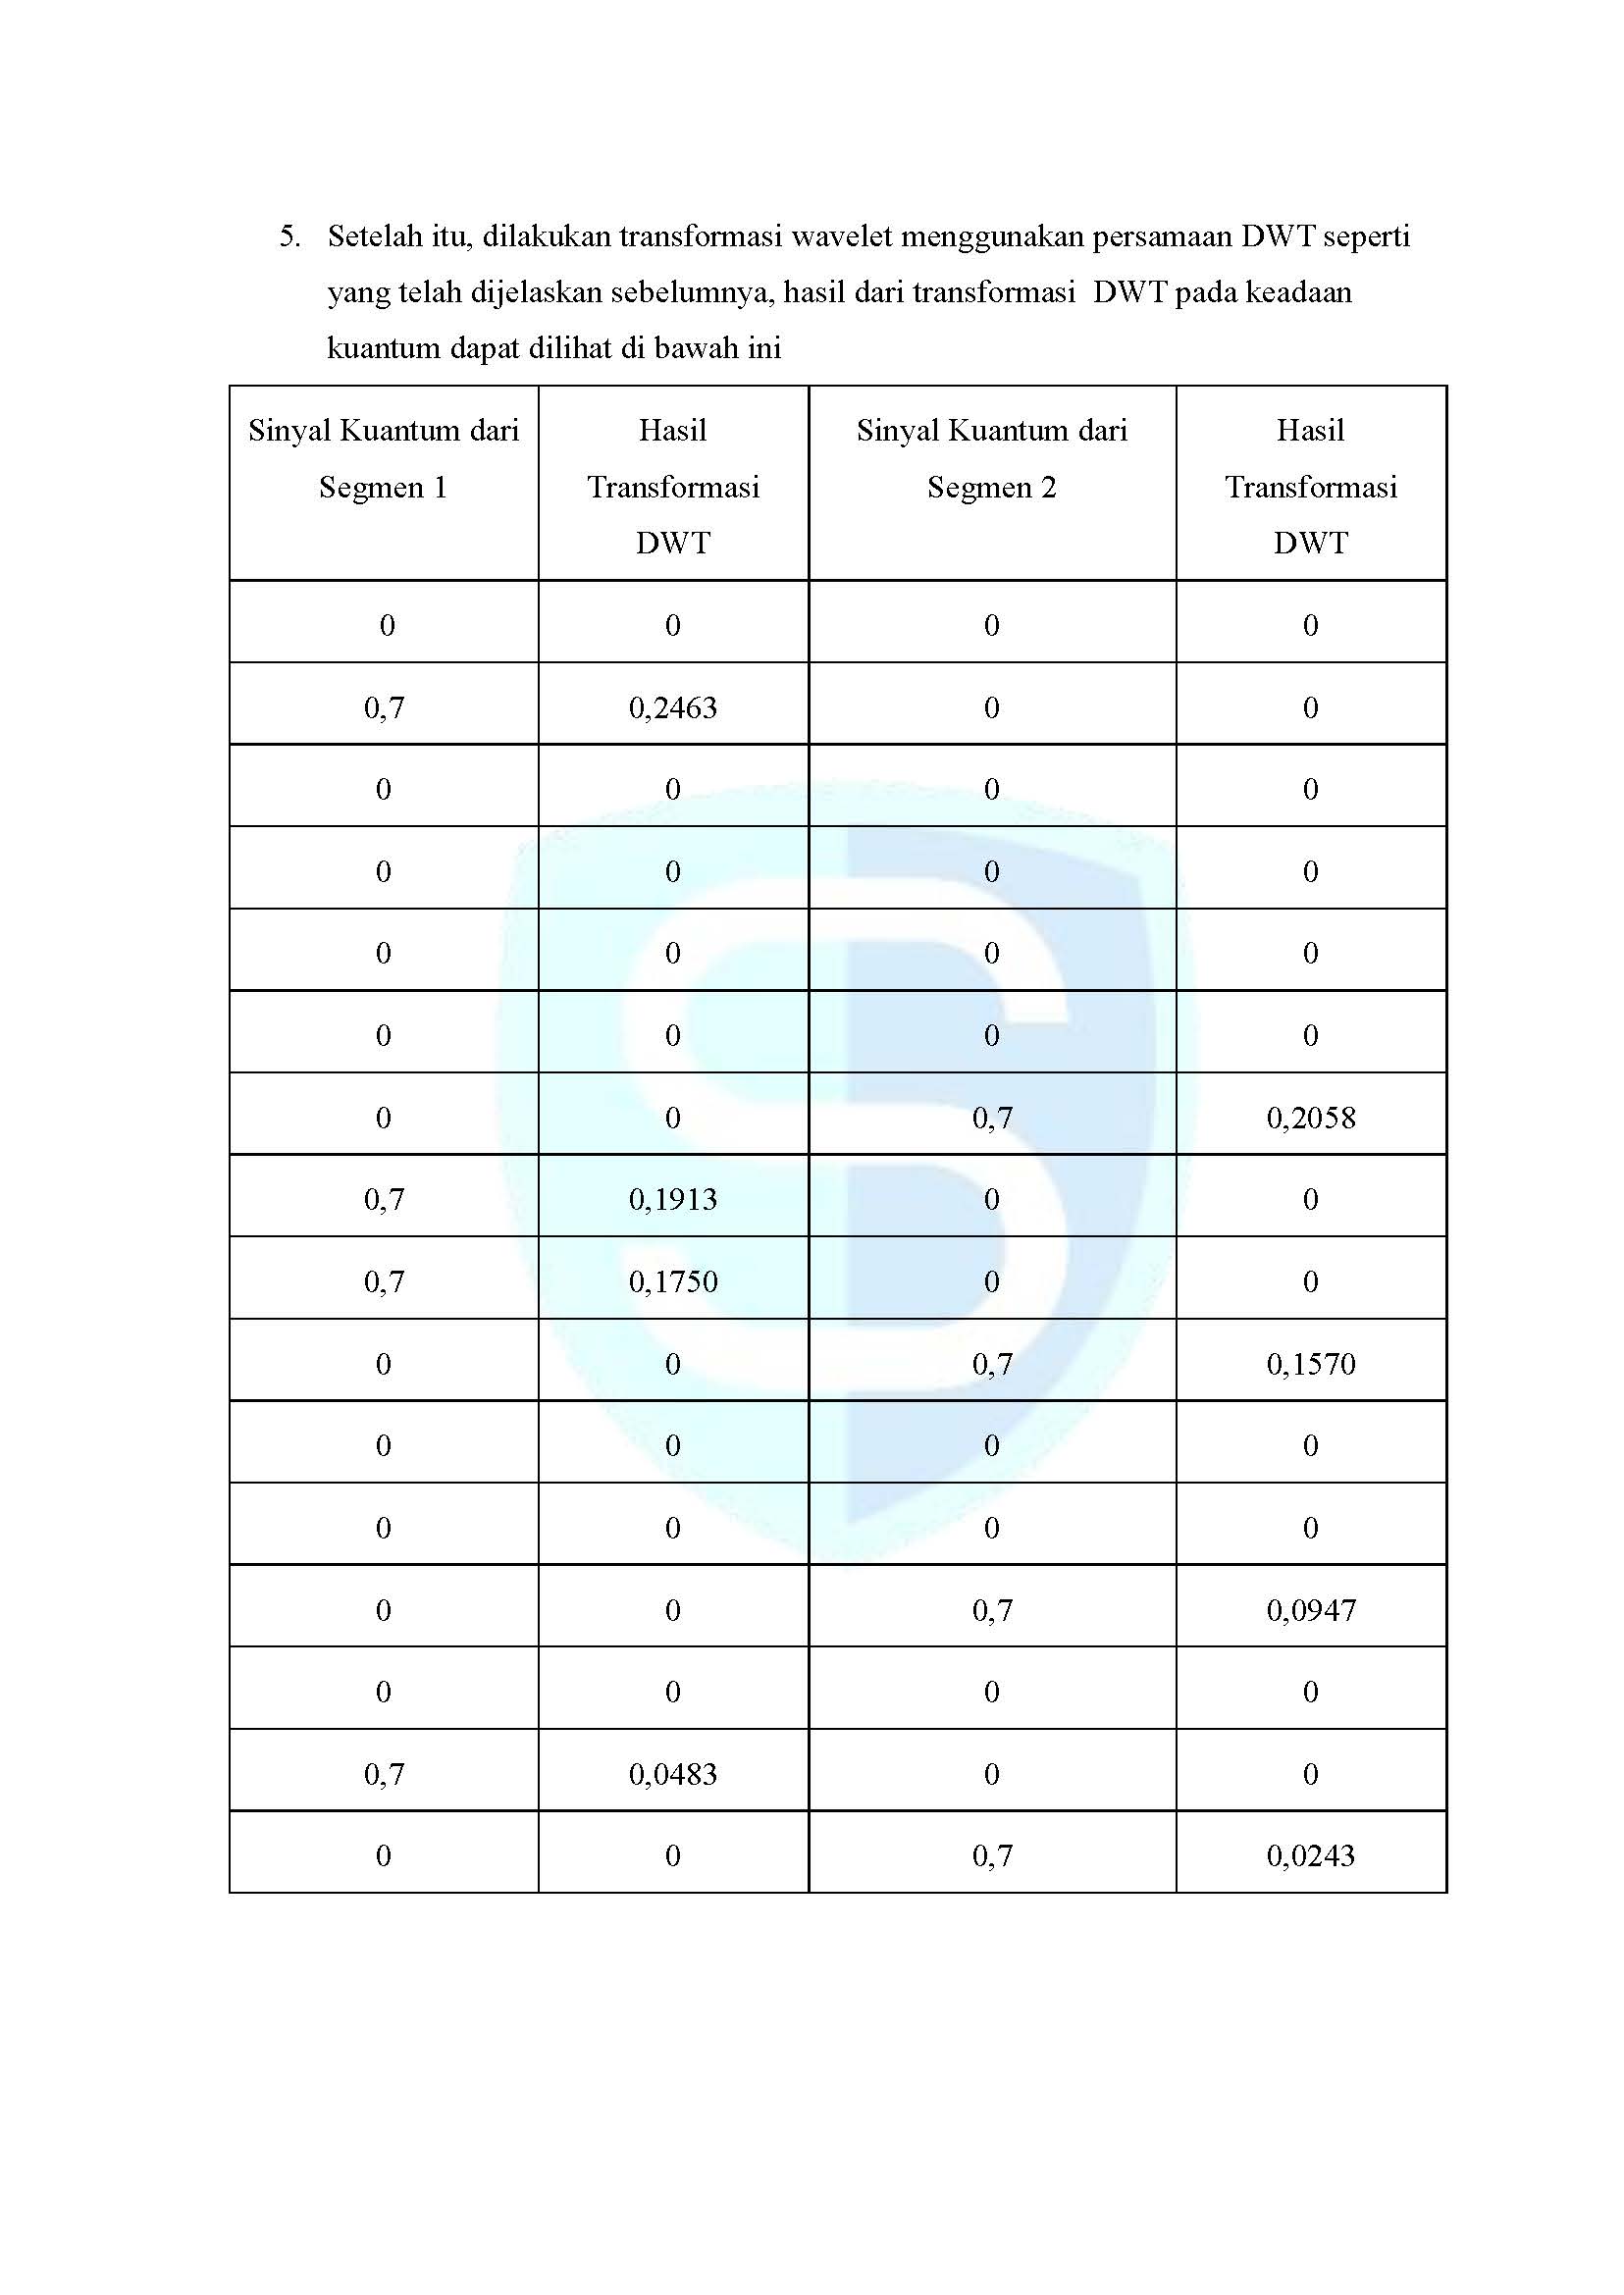 5. Setelah itu, dilakukan transformasi wavelet menggunakan persamaan DWT seperti
yang telah dijelaskan sebelumnya, hasil dari transformasi DWT pada keadaan
kuantum dapat dilihat di bawah ini
Sinyal Kuantum dari Segmen 1 Hasil Transformasi DWT Sinyal Kuantum dari Segmen 2 Hasil Transformasi DWT
0 0 0 0
0,7 0,2463 0 0
0 0 0 0
0 0 0 0
0 0 0 0
0 0 0 0
0 0 0,7 0,2058
0,7 0,1913 0 0
0,7 0,1750 0 0
0 0 0,7 0,1570
0 0 0 0
0 0 0 0
0 0 0,7 0,0947
0 0 0 0
0,7 0,0483 0 0
0 0 0,7 0,0243